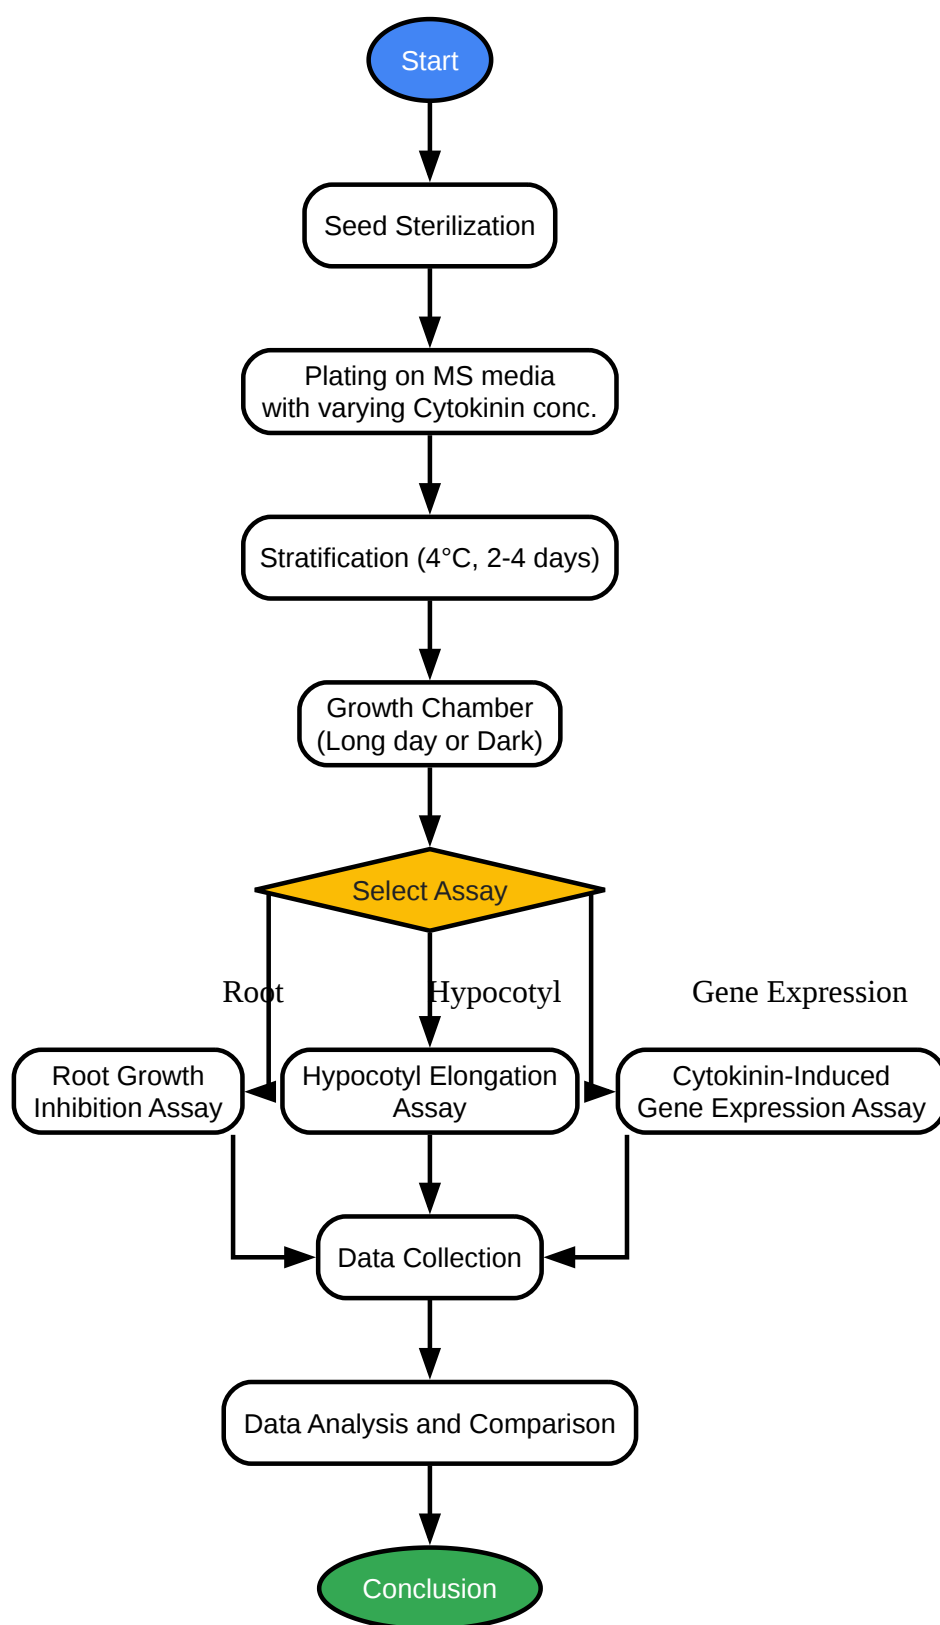 Start
Seed Sterilization
Plating on MS media
with varying Cytokinin conc.
Stratification (4°C, 2-4 days)
Growth Chamber
(Long day or Dark)
Select Assay
Root
Hypocotyl
Gene Expression
Root Growth
Inhibition Assay
Hypocotyl Elongation
Assay
Cytokinin-Induced
Gene Expression Assay
Data Collection
Data Analysis and Comparison
Conclusion